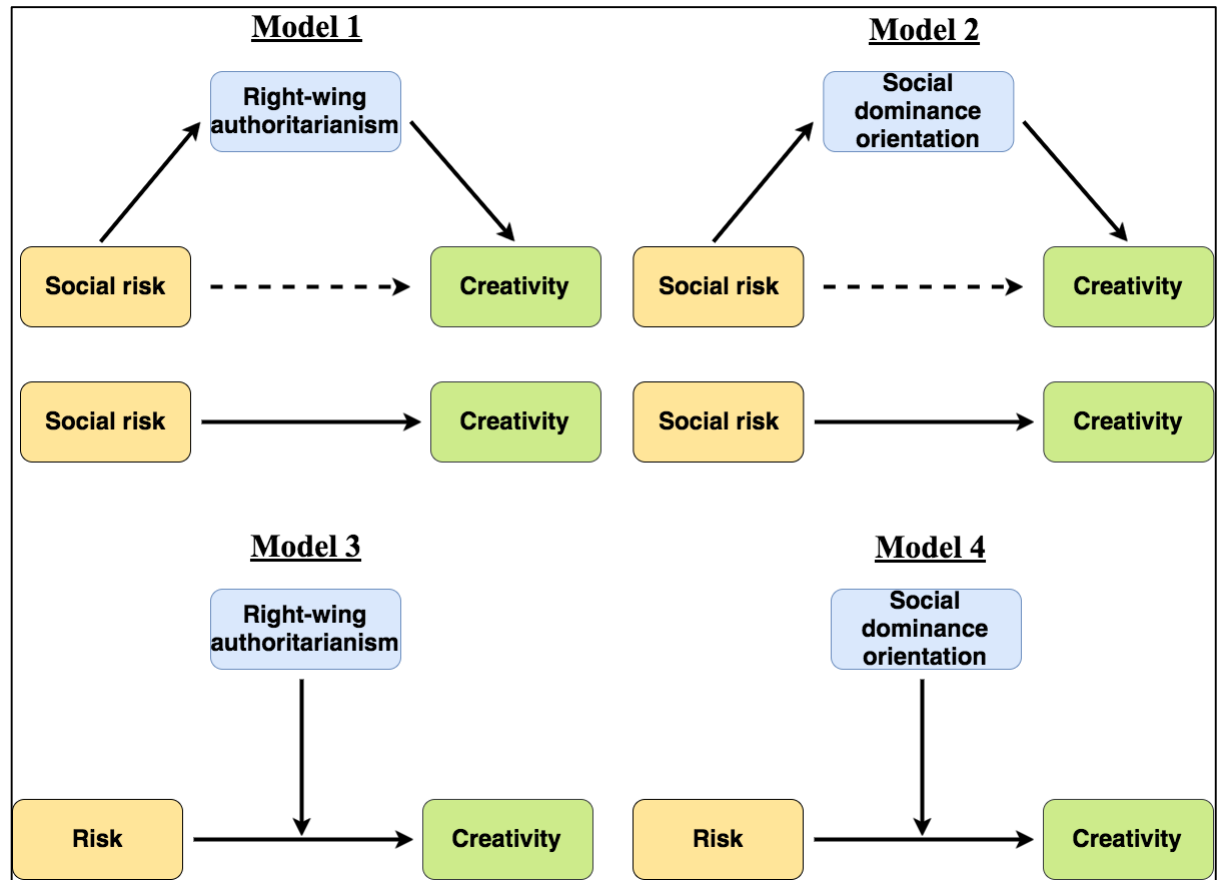 Model 1
Right-wing
authoritarianism
Social risk
Creativity
Social risk
Creativity
Model 2
Social
dominance
orientation
Social risk
Creativity
Social risk
Creativity
Model 3
Right-wing
authoritarianism
Risk
Creativity
Model 4
Social
dominance
orientation
Risk
Creativity